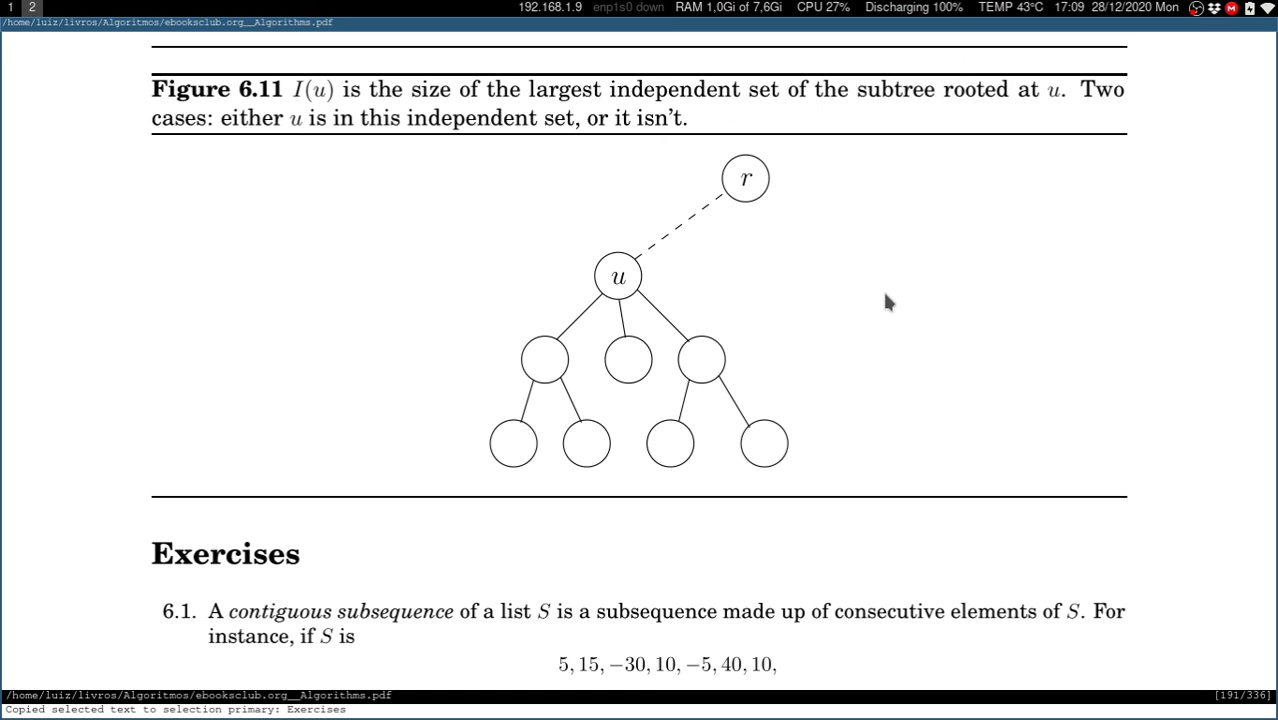 1 2 192.168.1.9 enp1s0 down RAM 1,0Gi of 7,6Gi CPU 27% Discharging 100% TEMP 43°C 17:09 28/12/2020 Mon
/home/luiz/livros/Algoritmos/ebooksclub.org__Algorithms.pdf
Figure 6.11 I(u) is the size of the largest independent set of the subtree rooted at u. Two
cases: either u is in this independent set, or it isn't.
r
u
Exercises
6.1. A contiguous subsequence of a list S is a subsequence made up of consecutive elements of S. For
instance, if S is
5, 15, −30, 10, −5, 40, 10,
/home/luiz/livros/Algoritmos/ebooksclub.org__Algorithms.pdf [191/336]
Copied selected text to selection primary: Exercises